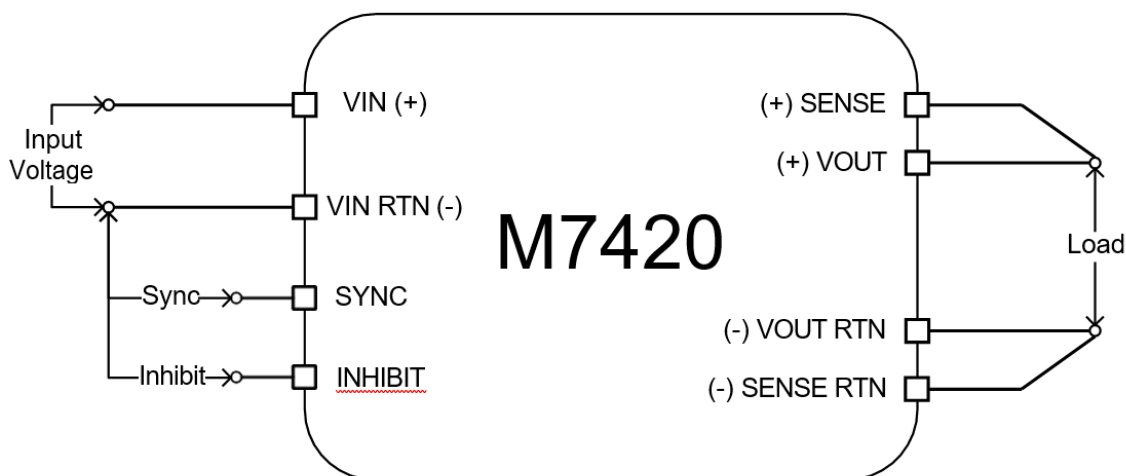 VIN (+)
Input
Voltage
VIN RTN (-)
Sync
SYNC
Inhibit
INHIBIT
M7420
(+) SENSE
(+) VOUT
Load
(-) VOUT RTN
(-) SENSE RTN